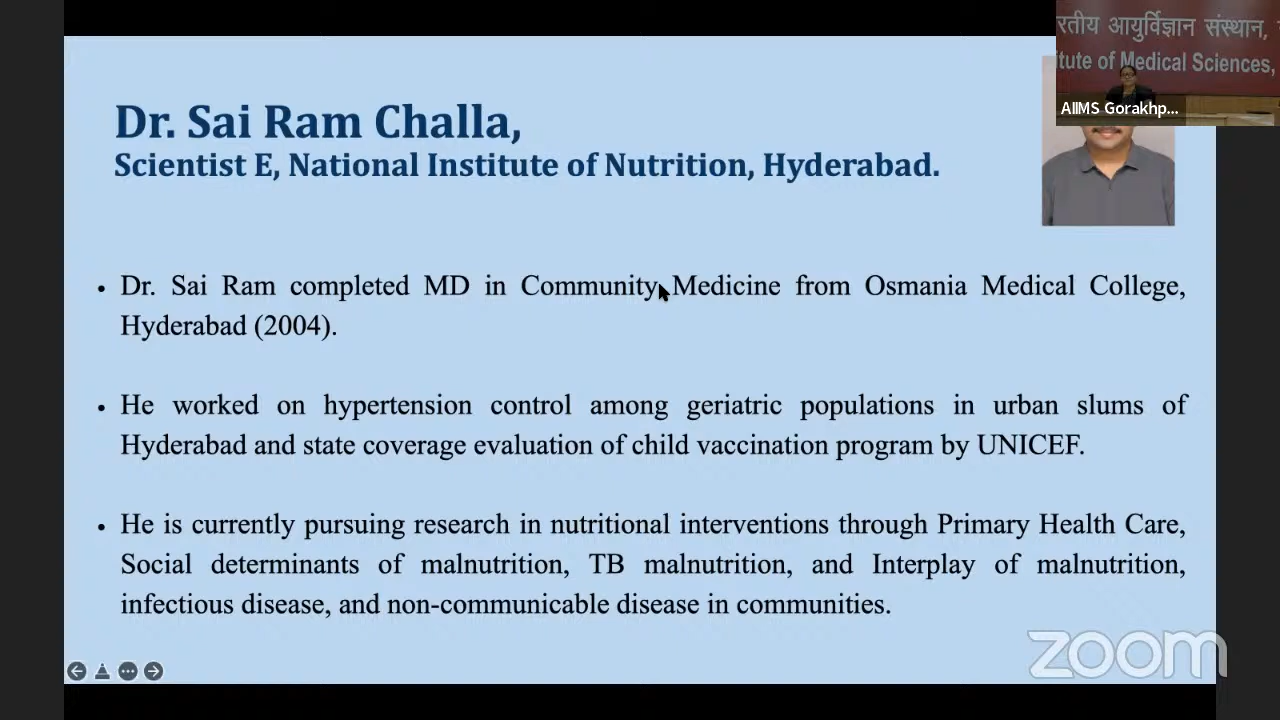 रतीय आयुर्विज्ञान संस्थान,
itute of Medical Sciences,
AIIMS Gorakhp...
Dr. Sai Ram Challa,
Scientist E, National Institute of Nutrition, Hyderabad.
• Dr. Sai Ram completed MD in Community Medicine from Osmania Medical College,
Hyderabad (2004).
• He worked on hypertension control among geriatric populations in urban slums of
Hyderabad and state coverage evaluation of child vaccination program by UNICEF.
• He is currently pursuing research in nutritional interventions through Primary Health Care,
Social determinants of malnutrition, TB malnutrition, and Interplay of malnutrition,
infectious disease, and non-communicable disease in communities.
zoom